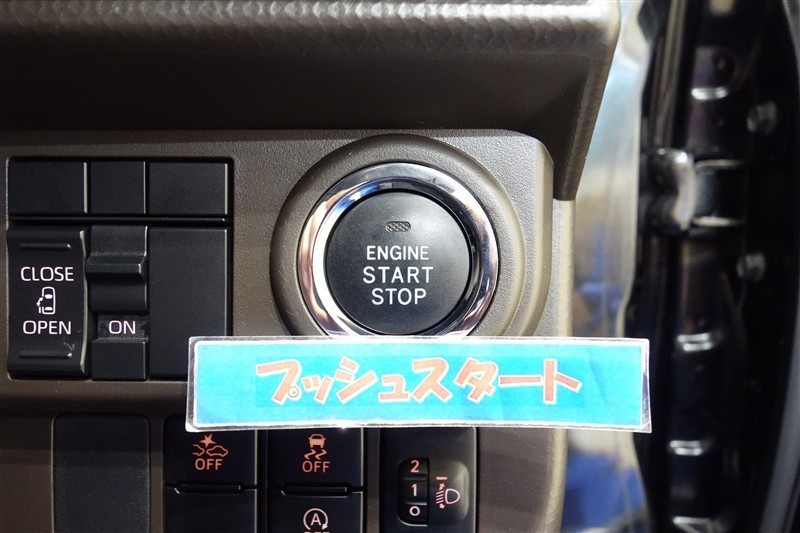 ENGINE
START
STOP
CLOSE
OPEN
ON
プッシュスタート
OFF
OFF
2
1
0
A
OFF